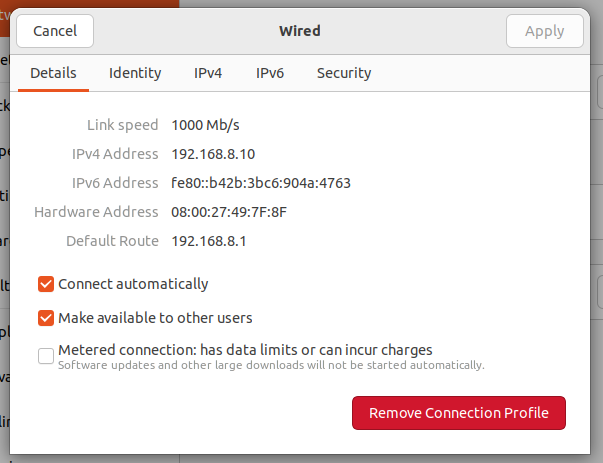 Cancel
Wired
Apply
Details
Identity
IPv4
IPv6
Security
Link speed 1000 Mb/s
IPv4 Address 192.168.8.10
IPv6 Address fe80::b42b:3bc6:904a:4763
Hardware Address 08:00:27:49:7F:8F
Default Route 192.168.8.1
Connect automatically
Make available to other users
Metered connection: has data limits or can incur charges
Software updates and other large downloads will not be started automatically.
Remove Connection Profile